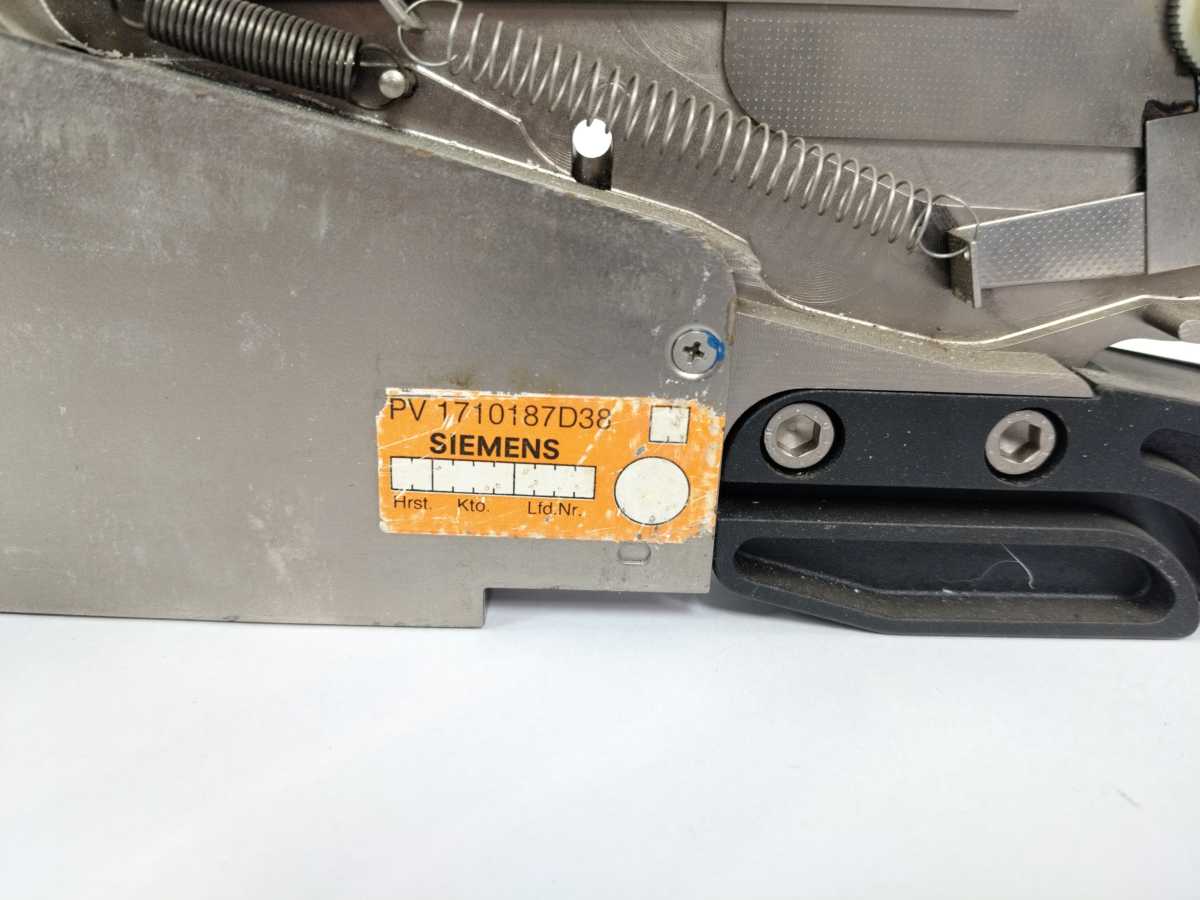 PV 1710187D38
SIEMENS
Hrst. Kto. Lfd.Nr.